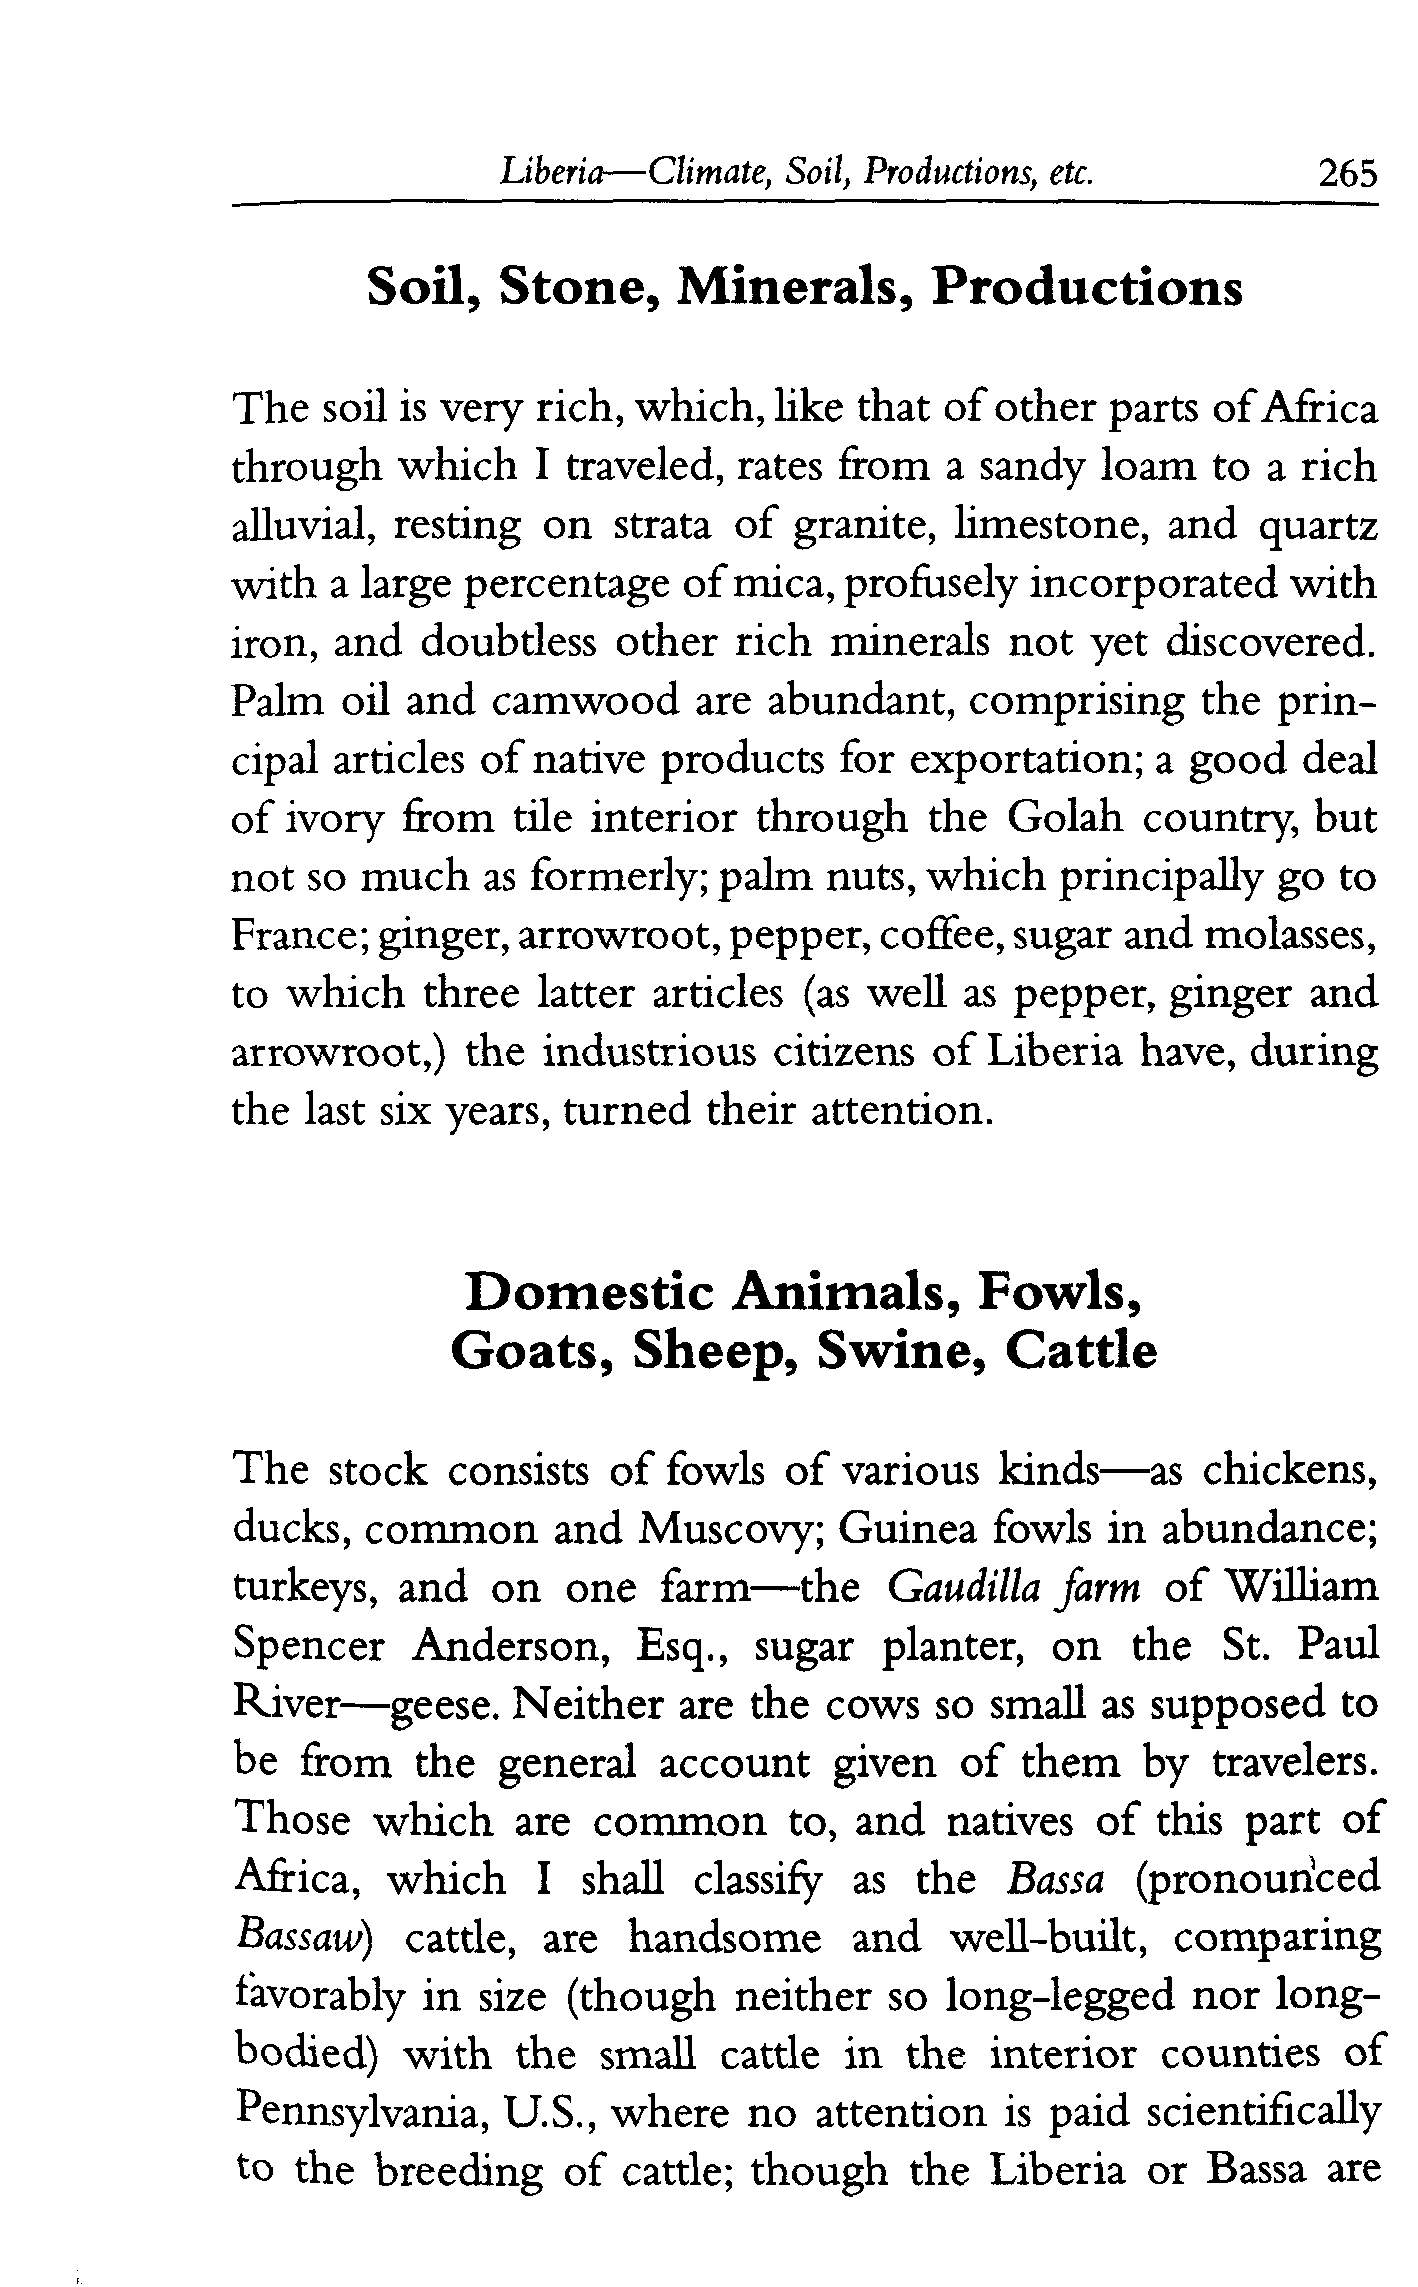 Liberia—Climate, Soil, Productions, etc. 265
Soil, Stone, Minerals, Productions
The soil is very rich, which, like that of other parts of Africa
through which I traveled, rates from a sandy loam to a rich
alluvial, resting on strata of granite, limestone, and quartz
with a large percentage of mica, profusely incorporated with
iron, and doubtless other rich minerals not yet discovered.
Palm oil and camwood are abundant, comprising the prin-
cipal articles of native products for exportation; a good deal
of ivory from tile interior through the Golah country, but
not so much as formerly; palm nuts, which principally go to
France; ginger, arrowroot, pepper, coffee, sugar and molasses,
to which three latter articles (as well as pepper, ginger and
arrowroot,) the industrious citizens of Liberia have, during
the last six years, turned their attention.
Domestic Animals, Fowls,
Goats, Sheep, Swine, Cattle
The stock consists of fowls of various kinds—as chickens,
ducks, common and Muscovy; Guinea fowls in abundance;
turkeys, and on one farm—the Gaudilla farm of William
Spencer Anderson, Esq., sugar planter, on the St. Paul
River—geese. Neither are the cows so small as supposed to
be from the general account given of them by travelers.
Those which are common to, and natives of this part of
Africa, which I shall classify as the Bassa (pronounced
Bassaw) cattle, are handsome and well-built, comparing
favorably in size (though neither so long-legged nor long-
bodied) with the small cattle in the interior counties of
Pennsylvania, U.S., where no attention is paid scientifically
to the breeding of cattle; though the Liberia or Bassa are